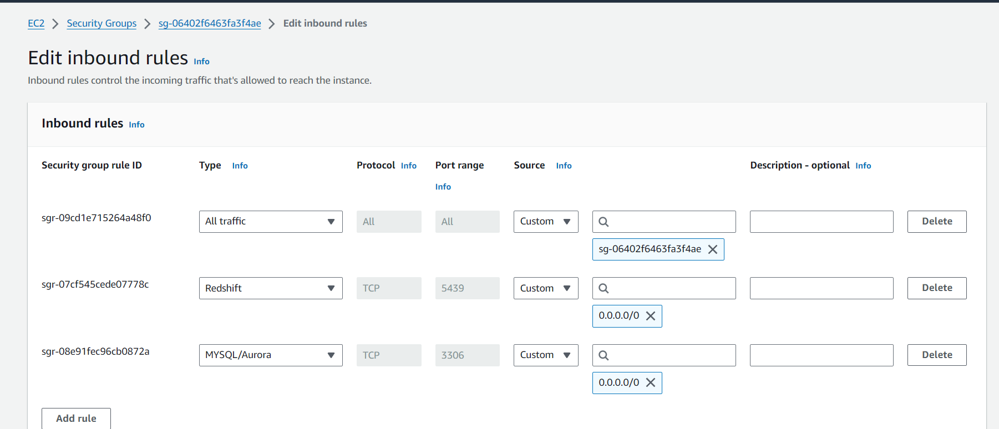 EC2 > Security Groups > sg-06402f6463fa3f4ae > Edit inbound rules
Edit inbound rules Info
Inbound rules control the incoming traffic that's allowed to reach the instance.
Inbound rules Info
Security group rule ID Type Info Protocol Info Port range Info Source Info Description - optional Info
sgr-09cd1e715264a48f0 All traffic All All Custom Delete
sg-06402f6463fa3f4ae
sgr-07cf545cede07778c Redshift TCP 5439 Custom Delete
0.0.0.0/0
sgr-08e91fec96cb0872a MYSQL/Aurora TCP 3306 Custom Delete
0.0.0.0/0
Add rule